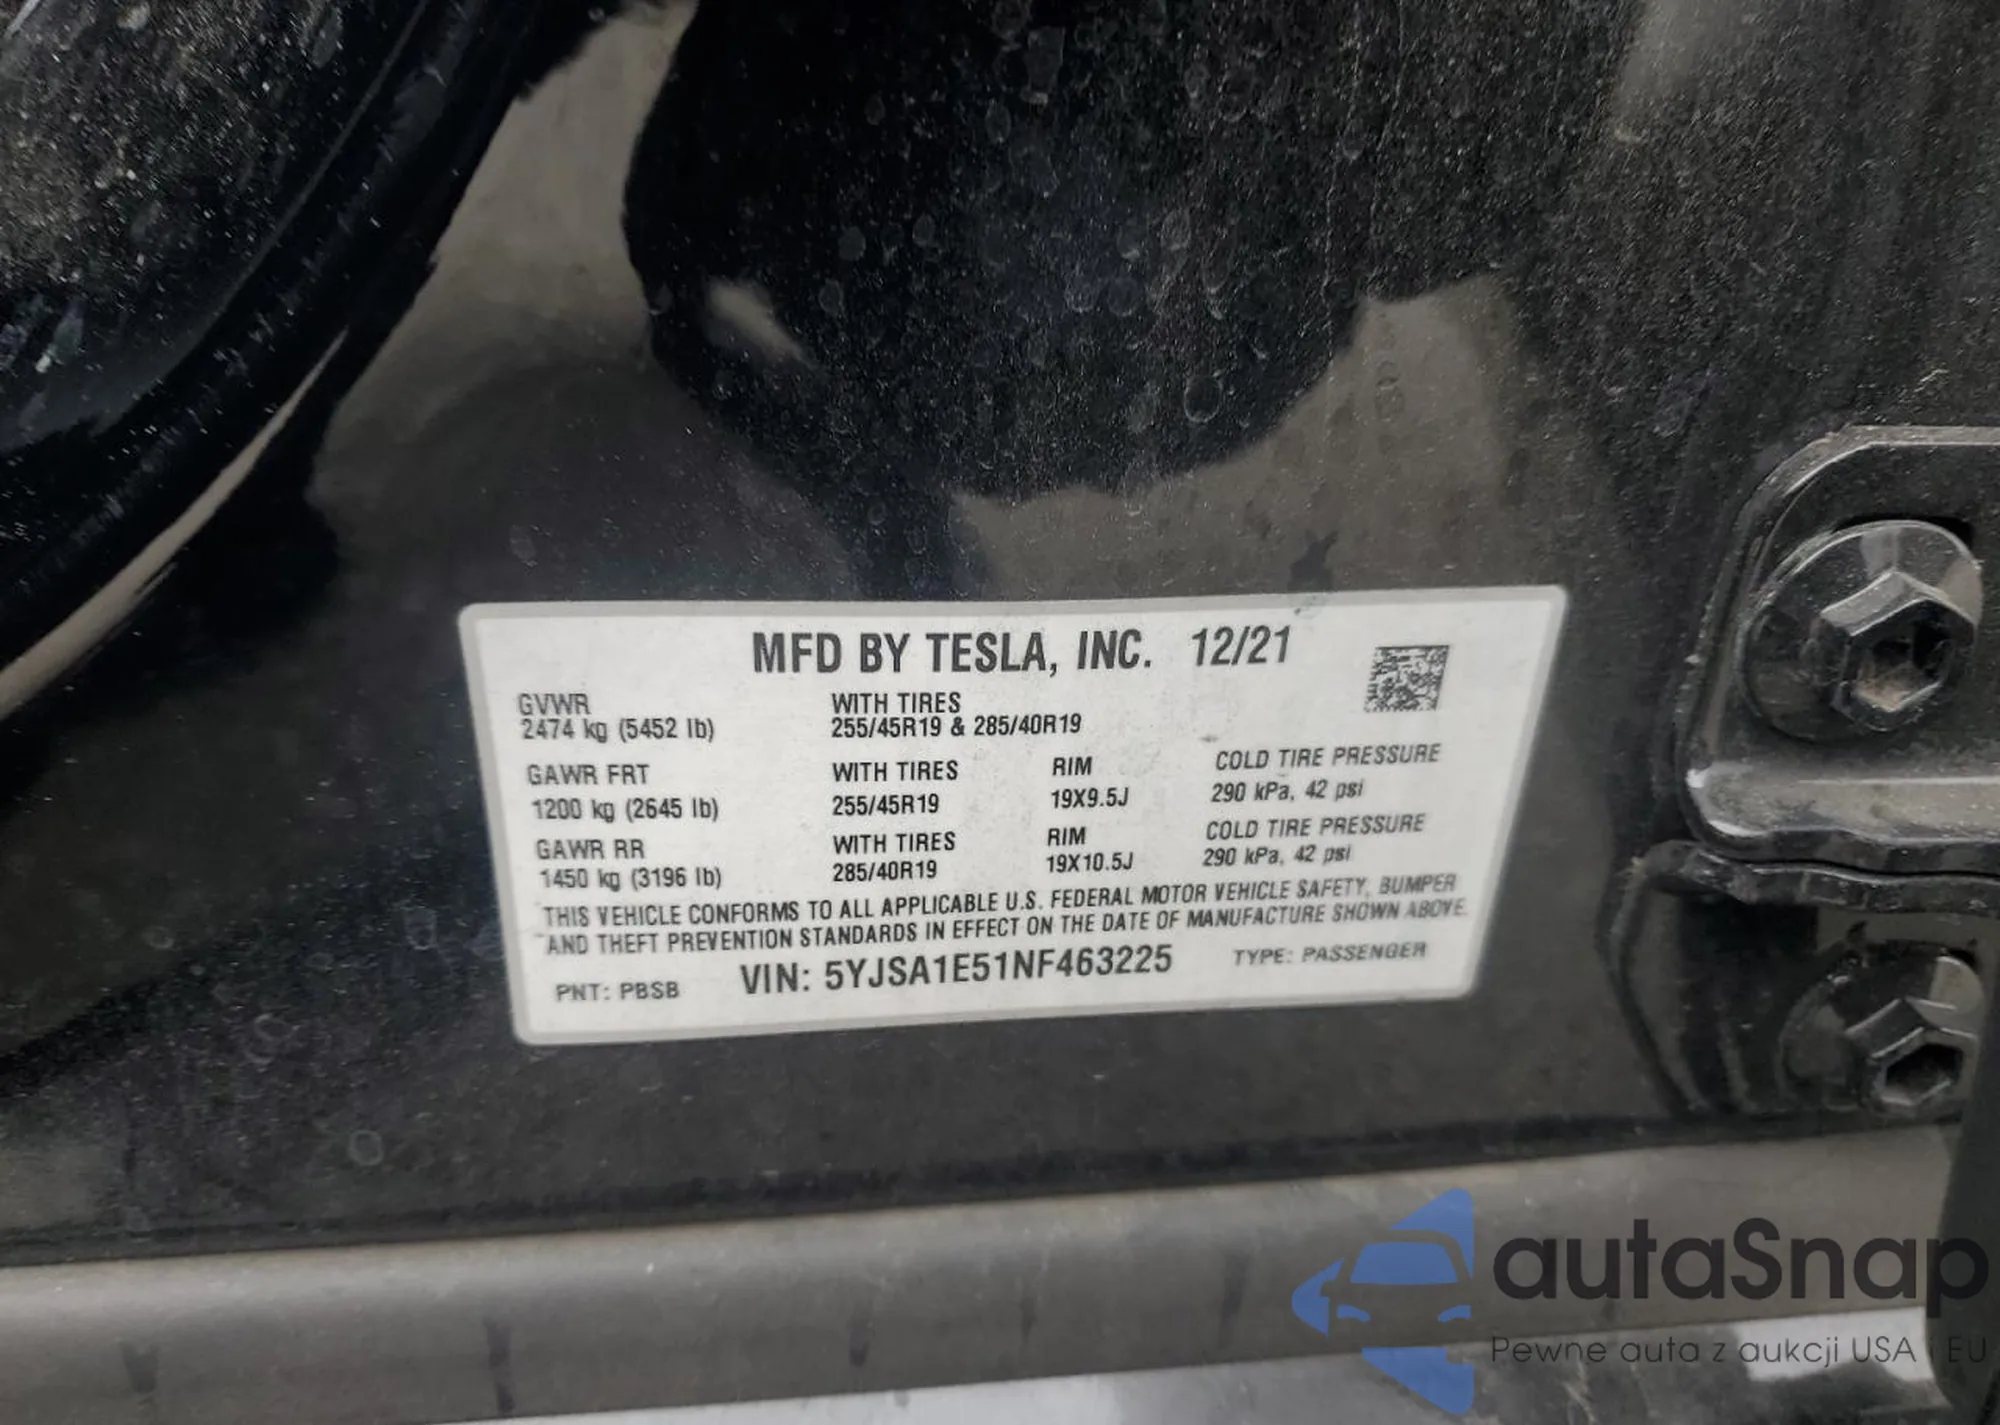 MFD BY TESLA, INC. 12/21
GVWR WITH TIRES
2474 kg (5452 lb) 255/45R19 & 285/40R19
GAWR FRT WITH TIRES RIM COLD TIRE PRESSURE
1200 kg (2645 lb) 255/45R19 19X9.5J 290 kPa, 42 psi
GAWR RR WITH TIRES RIM COLD TIRE PRESSURE
1450 kg (3196 lb) 285/40R19 19X10.5J 290 kPa, 42 psi
THIS VEHICLE CONFORMS TO ALL APPLICABLE U.S. FEDERAL MOTOR VEHICLE SAFETY, BUMPER
AND THEFT PREVENTION STANDARDS IN EFFECT ON THE DATE OF MANUFACTURE SHOWN ABOVE.
PNT: PBSB VIN: 5YJSA1E51NF463225 TYPE: PASSENGER
autaSnap
Pewne auta z aukcji USA i EU